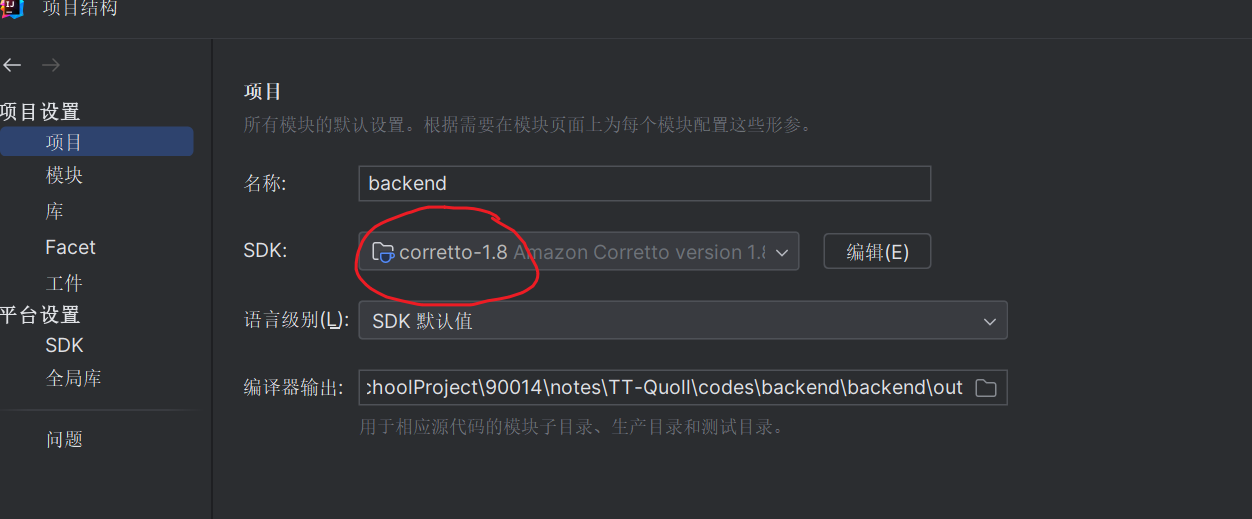 项目结构
项目设置
项目
模块
库
Facet
工件
平台设置
SDK
全局库
问题
项目
所有模块的默认设置。根据需要在模块页面上为每个模块配置这些形参。
名称: backend
SDK: corretto-1.8 Amazon Corretto version 1.8 编辑(E)
语言级别(L): SDK 默认值
编译器输出: choolProject\90014\notes\TT-Quoll\codes\backend\backend\out
用于相应源代码的模块子目录、生产目录和测试目录。